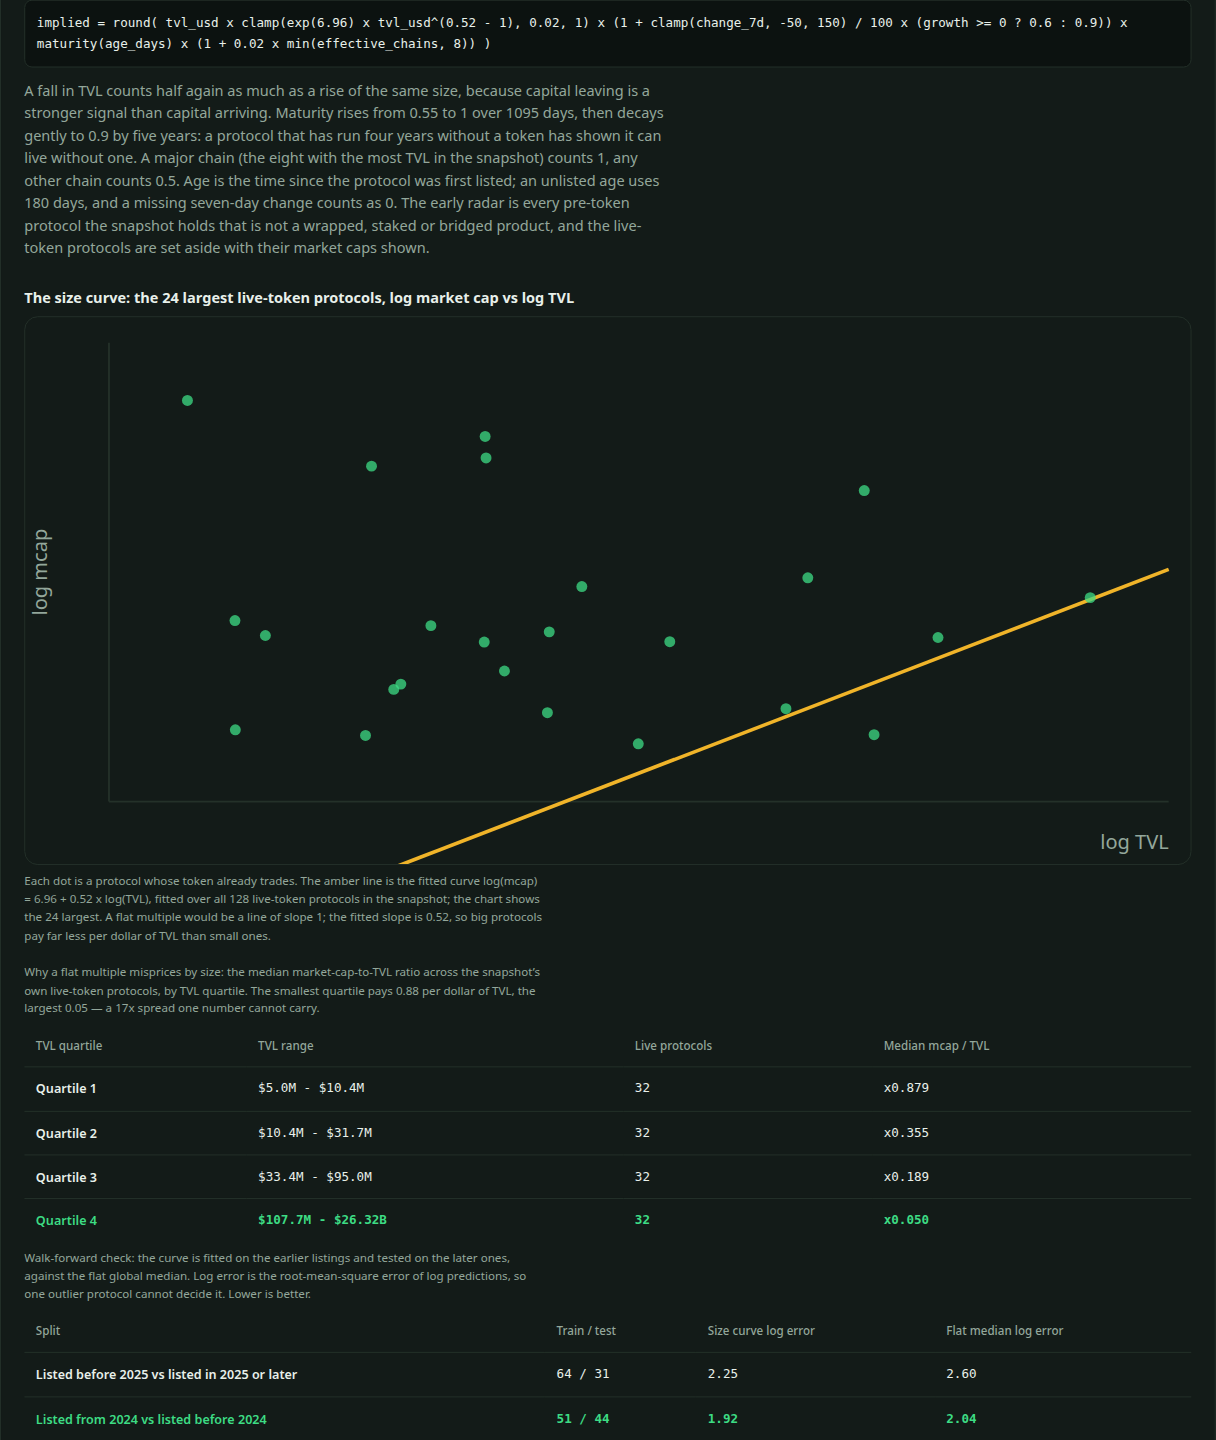 implied = round( tvl_usd x clamp(exp(6.96) x tvl_usd^(0.52 - 1), 0.02, 1) x (1 + clamp(change_7d, -50, 150) / 100 x (growth >= 0 ? 0.6 : 0.9)) x
maturity(age_days) x (1 + 0.02 x min(effective_chains, 8)) )
A fall in TVL counts half again as much as a rise of the same size, because capital leaving is a
stronger signal than capital arriving. Maturity rises from 0.55 to 1 over 1095 days, then decays
gently to 0.9 by five years: a protocol that has run four years without a token has shown it can
live without one. A major chain (the eight with the most TVL in the snapshot) counts 1, any
other chain counts 0.5. Age is the time since the protocol was first listed; an unlisted age uses
180 days, and a missing seven-day change counts as 0. The early radar is every pre-token
protocol the snapshot holds that is not a wrapped, staked or bridged product, and the live-
token protocols are set aside with their market caps shown.
The size curve: the 24 largest live-token protocols, log market cap vs log TVL
log mcap
log TVL
Each dot is a protocol whose token already trades. The amber line is the fitted curve log(mcap)
= 6.96 + 0.52 x log(TVL), fitted over all 128 live-token protocols in the snapshot; the chart shows
the 24 largest. A flat multiple would be a line of slope 1; the fitted slope is 0.52, so big protocols
pay far less per dollar of TVL than small ones.
Why a flat multiple misprices by size: the median market-cap-to-TVL ratio across the snapshot's
own live-token protocols, by TVL quartile. The smallest quartile pays 0.88 per dollar of TVL, the
largest 0.05 — a 17x spread one number cannot carry.
TVL quartile TVL range Live protocols Median mcap / TVL
Quartile 1 $5.0M - $10.4M 32 x0.879
Quartile 2 $10.4M - $31.7M 32 x0.355
Quartile 3 $33.4M - $95.0M 32 x0.189
Quartile 4 $107.7M - $26.32B 32 x0.050
Walk-forward check: the curve is fitted on the earlier listings and tested on the later ones,
against the flat global median. Log error is the root-mean-square error of log predictions, so
one outlier protocol cannot decide it. Lower is better.
Split Train / test Size curve log error Flat median log error
Listed before 2025 vs listed in 2025 or later 64 / 31 2.25 2.60
Listed from 2024 vs listed before 2024 51 / 44 1.92 2.04